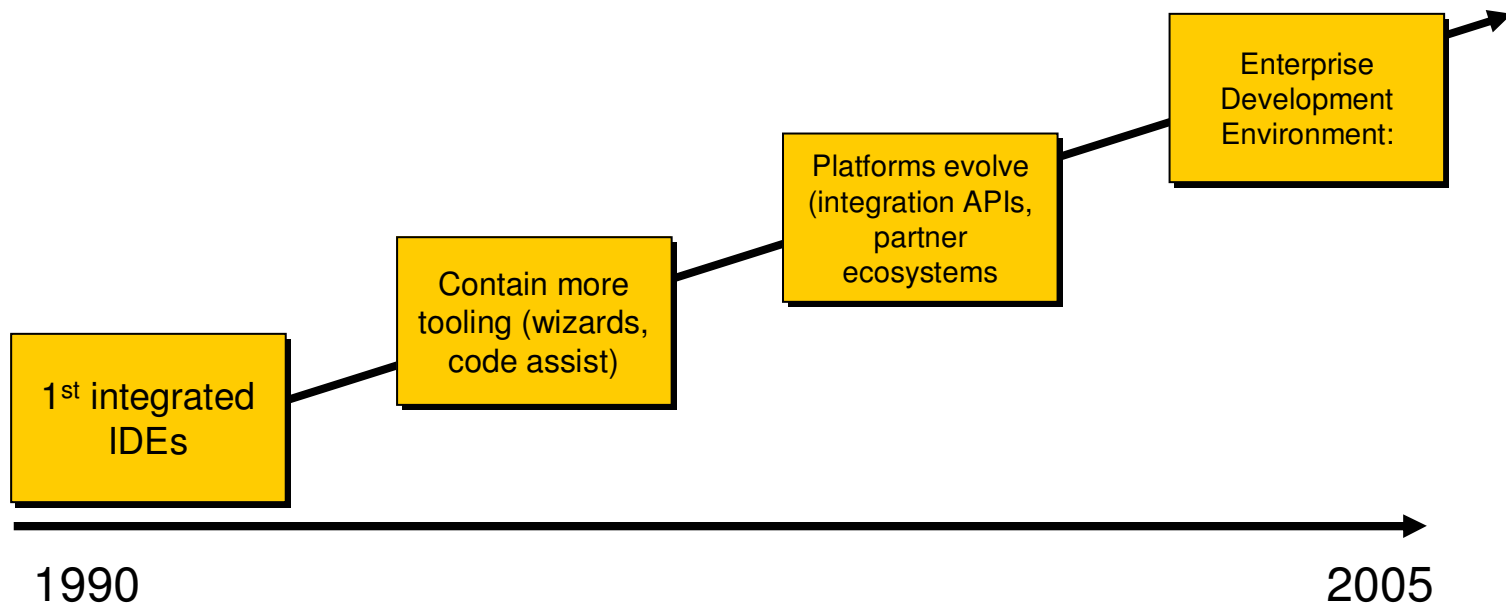 1st integrated
IDEs
Contain more
tooling (wizards,
code assist)
Platforms evolve
(integration APIs,
partner
ecosystems
Enterprise
Development
Environment:
1990
2005